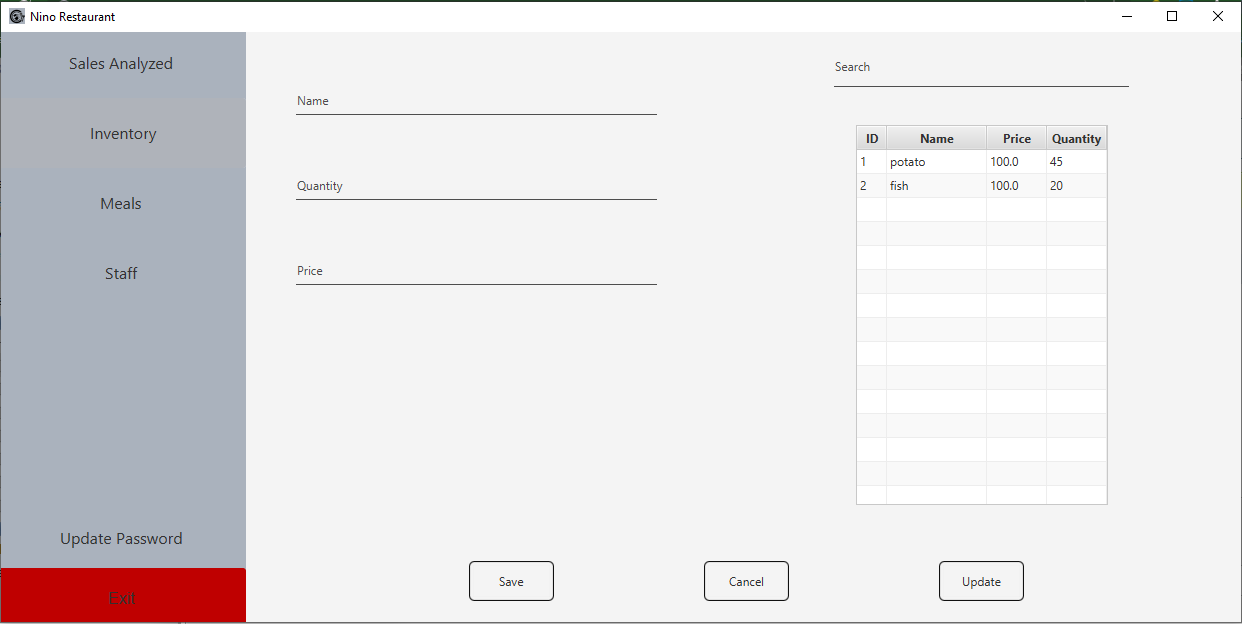 Nino Restaurant
Sales Analyzed
Inventory
Meals
Staff
Update Password
Exit
Name
Quantity
Price
Search
ID Name Price Quantity
1 potato 100.0 45
2 fish 100.0 20
Save Cancel Update